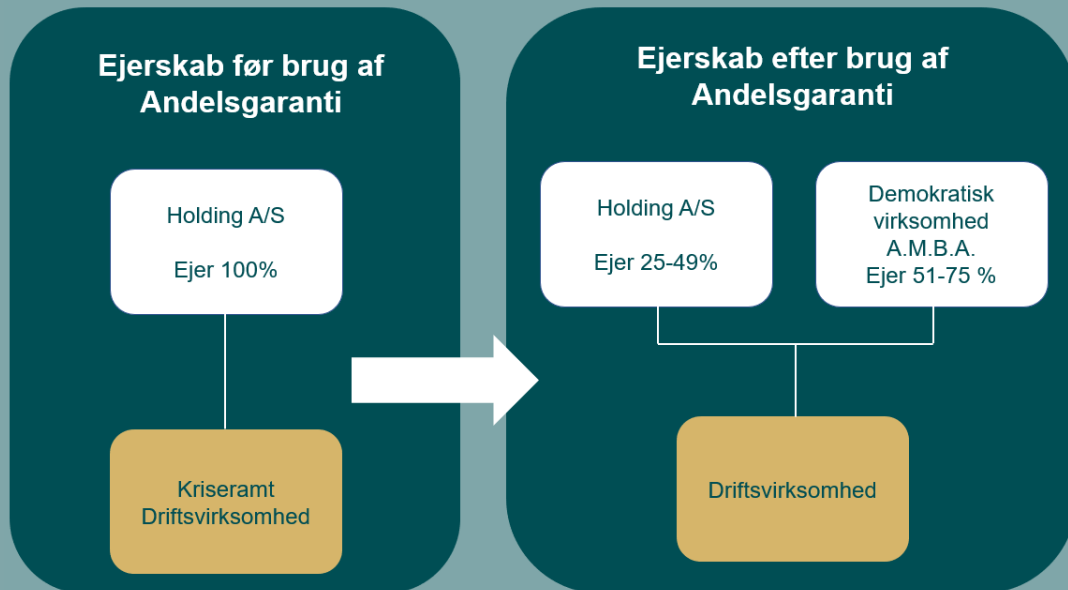 Ejerskab før brug af
Andelsgaranti
Holding A/S
Ejer 100%
Kriseramt
Driftsvirksomhed
Ejerskab efter brug af
Andelsgaranti
Holding A/S
Ejer 25-49%
Demokratisk
virksomhed
A.M.B.A.
Ejer 51-75 %
Driftsvirksomhed